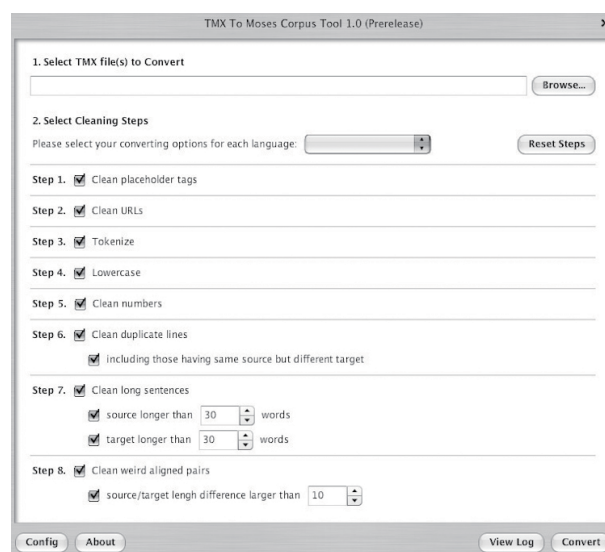 TMX To Moses Corpus Tool 1.0 (Prerelease)
1. Select TMX file(s) to Convert
Browse...
2. Select Cleaning Steps
Please select your converting options for each language:
Reset Steps
Step 1. Clean placeholder tags
Step 2. Clean URLs
Step 3. Tokenize
Step 4. Lowercase
Step 5. Clean numbers
Step 6. Clean duplicate lines
including those having same source but different target
Step 7. Clean long sentences
source longer than 30 words
target longer than 30 words
Step 8. Clean weird aligned pairs
source/target lengh difference larger than 10
Config About View Log Convert